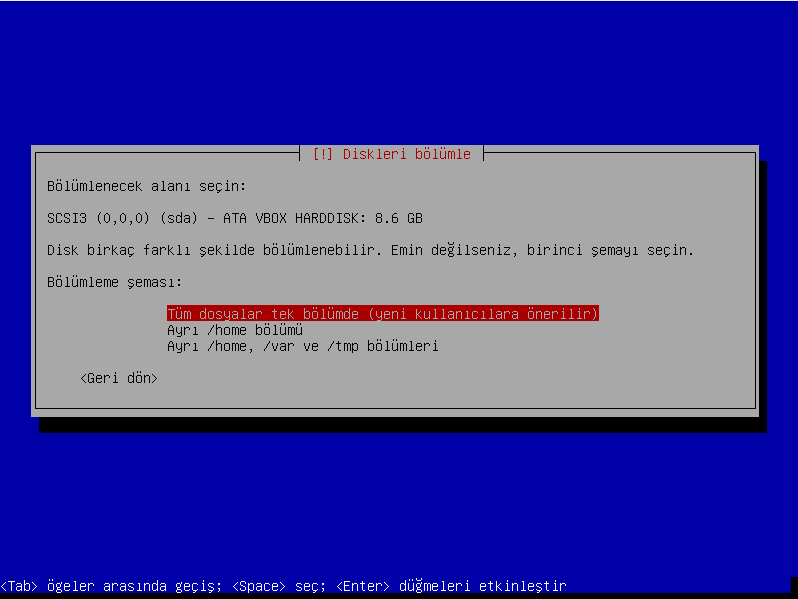 [!] Diskleri bölümle
Bölümlenecek alanı seçin:
SCSI3 (0,0,0) (sda) - ATA VBOX HARDDISK: 8.6 GB
Disk birkaç farklı şekilde bölümlenebilir. Emin değilseniz, birinci şemayı seçin.
Bölümleme şeması:
Tüm dosyalar tek bölümde (yeni kullanıcılara önerilir)
Ayrı /home bölümü
Ayrı /home, /var ve /tmp bölümleri
<Geri dön>
<Tab> ögeler arasında geçiş; <Space> seç; <Enter> düğmeleri etkinleştir